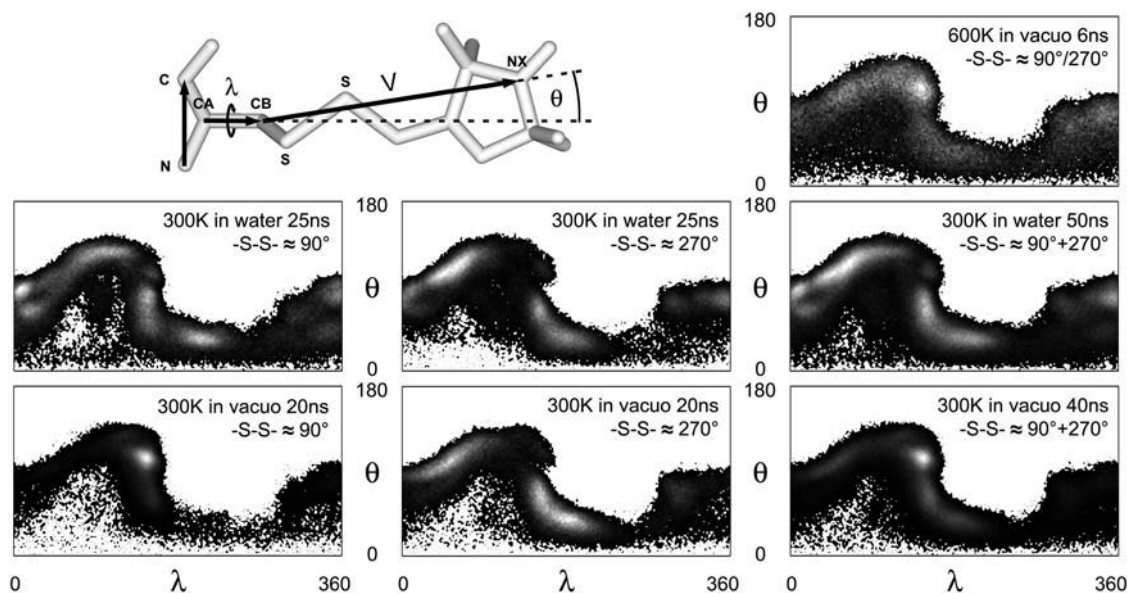 C
CA
λ
CB
N
S
S
V
NX
θ
180
θ
0
600K in vacuo 6ns
-S-S- ≈ 90°/270°
300K in water 25ns
-S-S- ≈ 90°
180
θ
0
300K in water 25ns
-S-S- ≈ 270°
180
θ
0
300K in water 50ns
-S-S- ≈ 90°+270°
300K in vacuo 20ns
-S-S- ≈ 90°
180
θ
0
300K in vacuo 20ns
-S-S- ≈ 270°
180
θ
0
300K in vacuo 40ns
-S-S- ≈ 90°+270°
0 λ 360
0 λ 360
0 λ 360